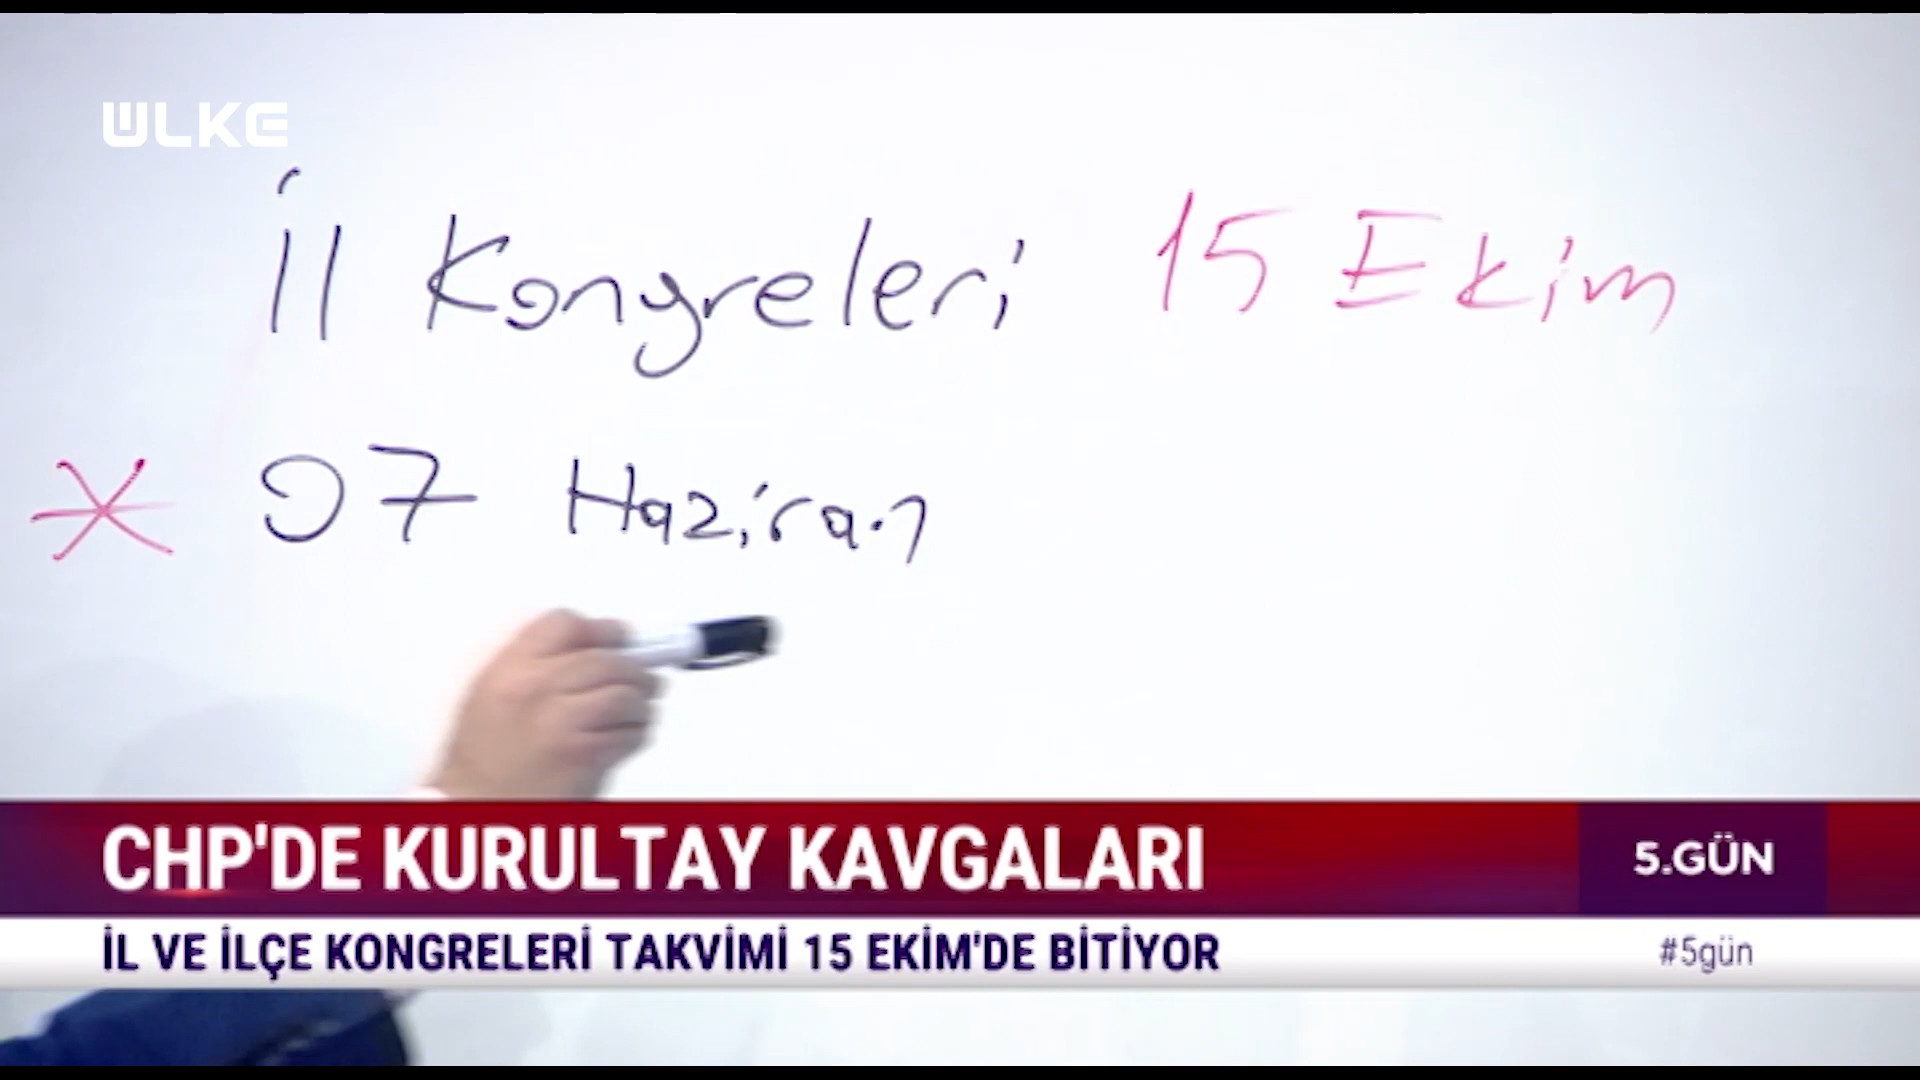 ÜLKE
İl Kongreleri 15 Ekim
* 07 Haziran
CHP'DE KURULTAY KAVGALARI
5.GÜN
İL VE İLÇE KONGRELERİ TAKVİMİ 15 EKİM'DE BİTİYOR
#5gün